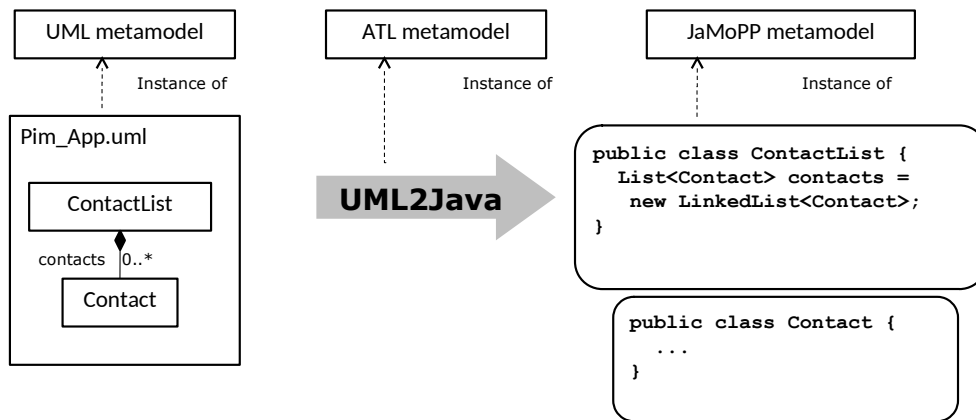 UML metamodel
ATL metamodel
JaMoPP metamodel
Instance of
Instance of
Instance of
Pim_App.uml
ContactList
contacts 0..*
Contact
UML2Java
public class ContactList {
List<Contact> contacts =
new LinkedList<Contact>;
}
public class Contact {
...
}